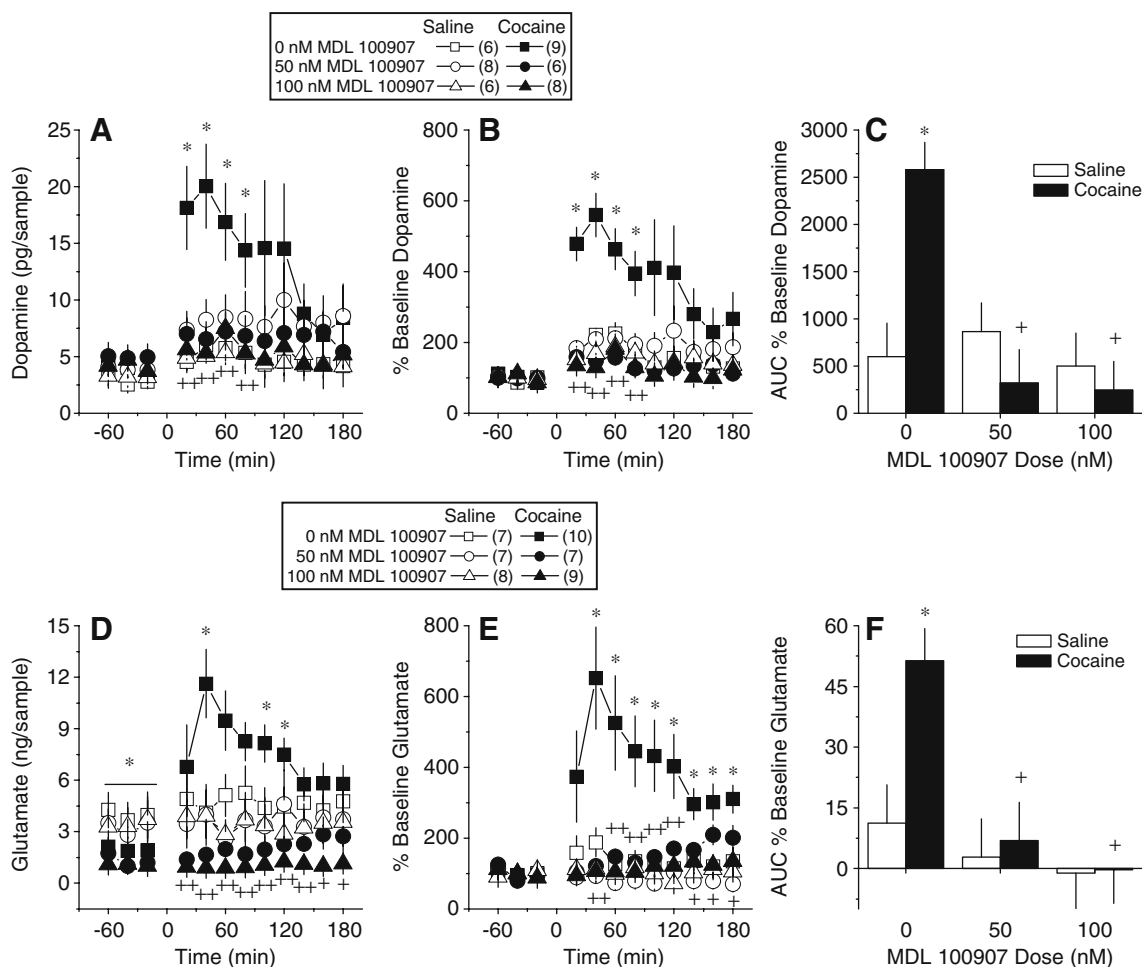 Saline Cocaine
0 nM MDL 100907 (6) (9)
50 nM MDL 100907 (8) (6)
100 nM MDL 100907 (6) (8)
A
Dopamine (pg/sample)
25
20
15
10
5
0
* * * *
++ ++ ++ ++
-60 0 60 120 180
Time (min)
B
% Baseline Dopamine
800
600
400
200
0
* * * *
++ ++ ++ ++
-60 0 60 120 180
Time (min)
C
AUC % Baseline Dopamine
3000
2500
2000
1500
1000
500
0
Saline
Cocaine
*
+
+
0 50 100
MDL 100907 Dose (nM)
Saline Cocaine
0 nM MDL 100907 (7) (10)
50 nM MDL 100907 (7) (7)
100 nM MDL 100907 (8) (9)
D
Glutamate (ng/sample)
15
12
9
6
3
0
* * * *
++ ++ ++ ++ ++ ++ + +
-60 0 60 120 180
Time (min)
E
% Baseline Glutamate
800
600
400
200
0
* * * * * * * *
++ ++ ++ ++
++ + + +
-60 0 60 120 180
Time (min)
F
AUC % Baseline Glutamate
60
45
30
15
0
Saline
Cocaine
*
+
+
0 50 100
MDL 100907 Dose (nM)